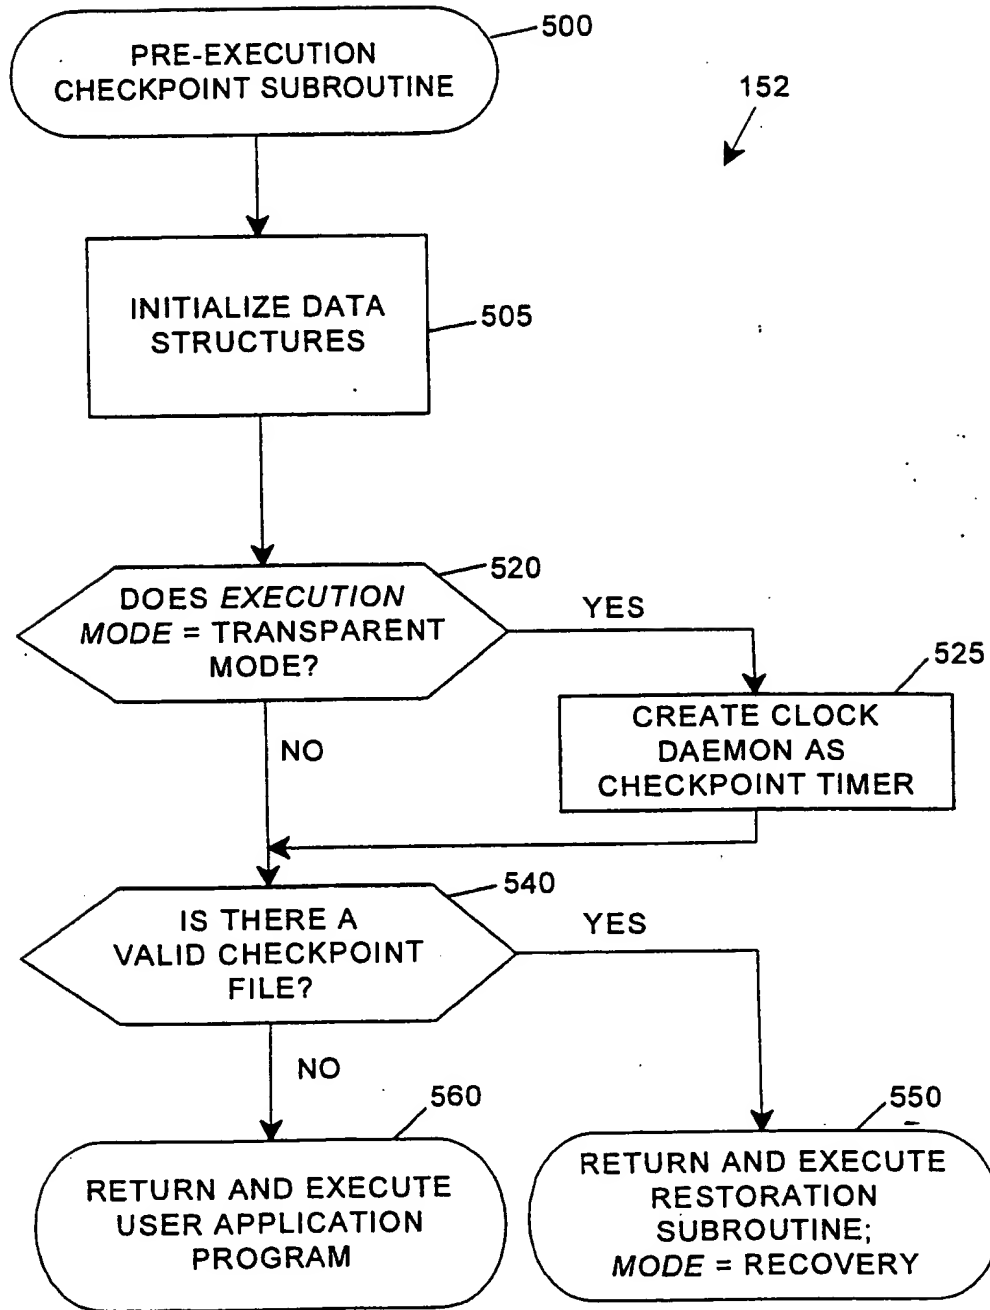 PRE-EXECUTION
CHECKPOINT SUBROUTINE
500
152
INITIALIZE DATA
STRUCTURES
505
DOES EXECUTION
MODE = TRANSPARENT
MODE?
520
YES
NO
525
CREATE CLOCK
DAEMON AS
CHECKPOINT TIMER
IS THERE A
VALID CHECKPOINT
FILE?
540
YES
NO
560
RETURN AND EXECUTE
USER APPLICATION
PROGRAM
550
RETURN AND EXECUTE
RESTORATION
SUBROUTINE;
MODE = RECOVERY